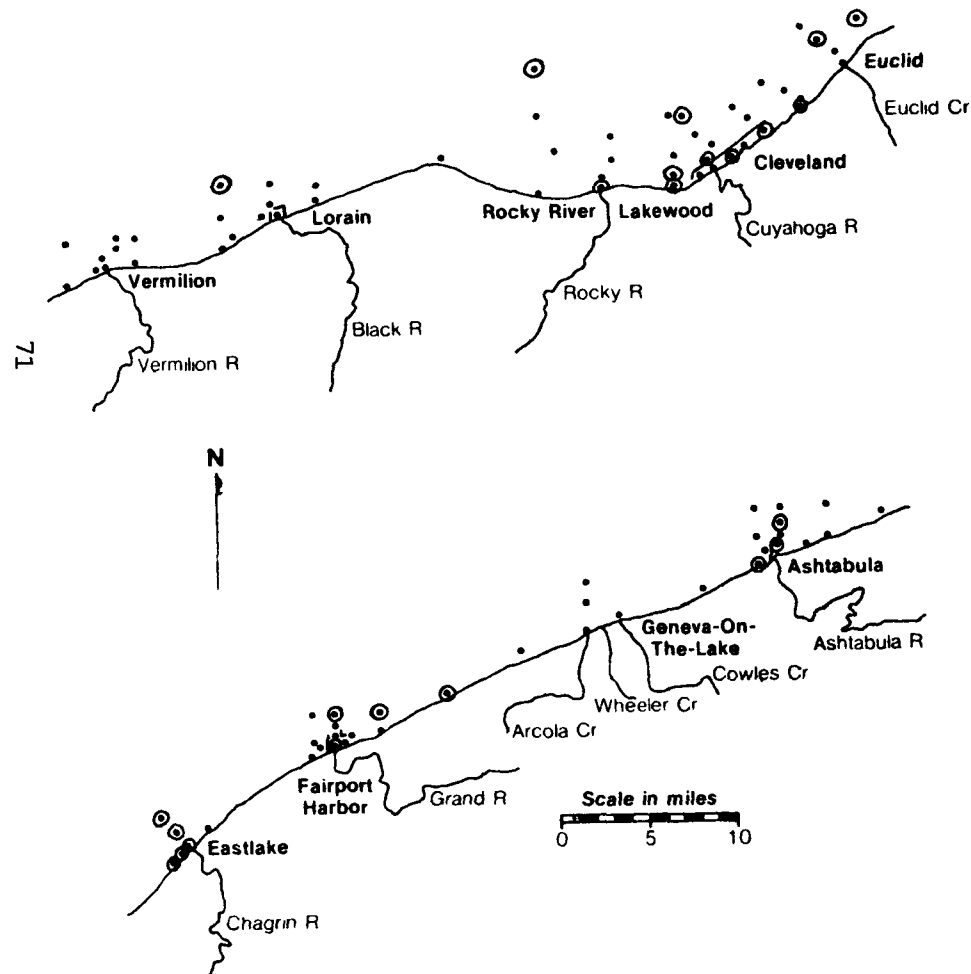 Euclid
Euclid Cr
Cleveland
Rocky River
Lakewood
Lorain
Cuyahoga R
Vermilion
Rocky R
Black R
Vermilion R
71
N
Ashtabula
Geneva-On-
The-Lake
Ashtabula R
Cowles Cr
Wheeler Cr
Arcola Cr
Fairport
Harbor
Grand R
Scale in miles
0 5 10
Eastlake
Chagrin R